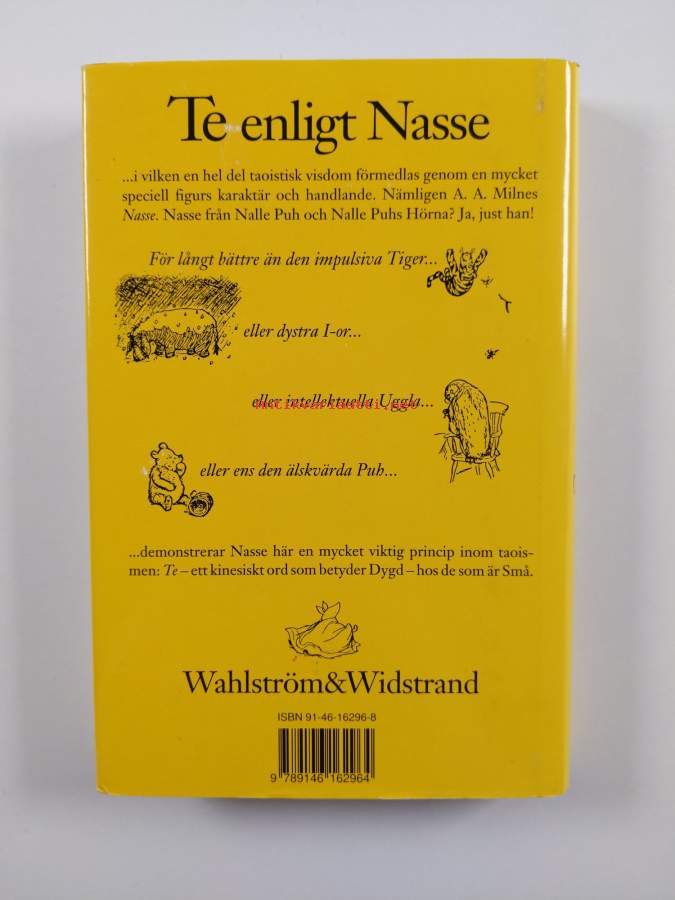 Te enligt Nasse
...i vilken en hel del taoistisk visdom förmedlas genom en mycket
speciell figurs karaktär och handlande. Nämligen A. A. Milnes
Nasse. Nasse från Nalle Puh och Nalle Puhs Hörna? Ja, just han!
För långt bättre än den impulsiva Tiger...
eller dystra I-or...
eller intellektuella Uggla...
antikvariaatti.net
eller ens den älskvärda Puh...
...demonstrerar Nasse här en mycket viktig princip inom taois-
men: Te – ett kinesiskt ord som betyder Dygd – hos de som är Små.
Wahlström&Widstrand
ISBN 91-46-16296-8
9 789146 162964